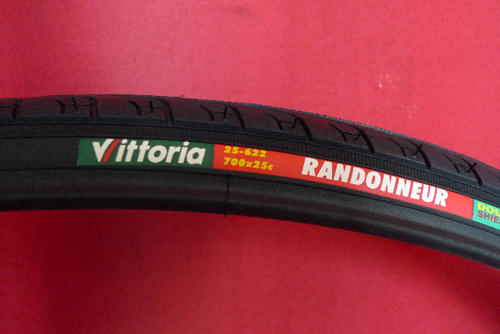 Vittoria
25-622
700x25c
RANDONNEUR